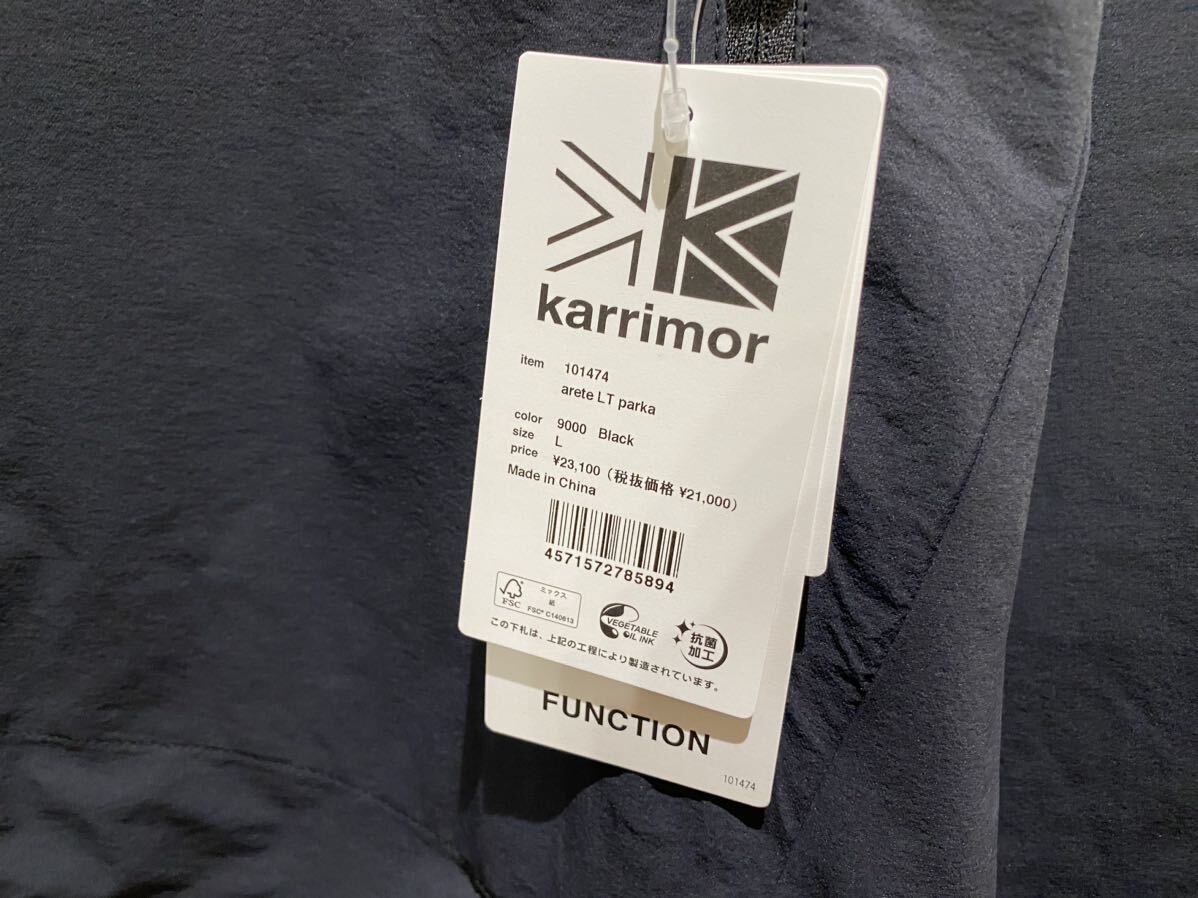 karrimor
item 101474
arete LT parka
color 9000 Black
size L
price ¥23,100（税抜価格 ¥21,000）
Made in China
4571572785894
FSC
ミックス
紙
FSC® C140613
VEGETABLE
OIL INK
抗菌
加工
この下札は、上記の工程により製造されています。
FUNCTION
101474